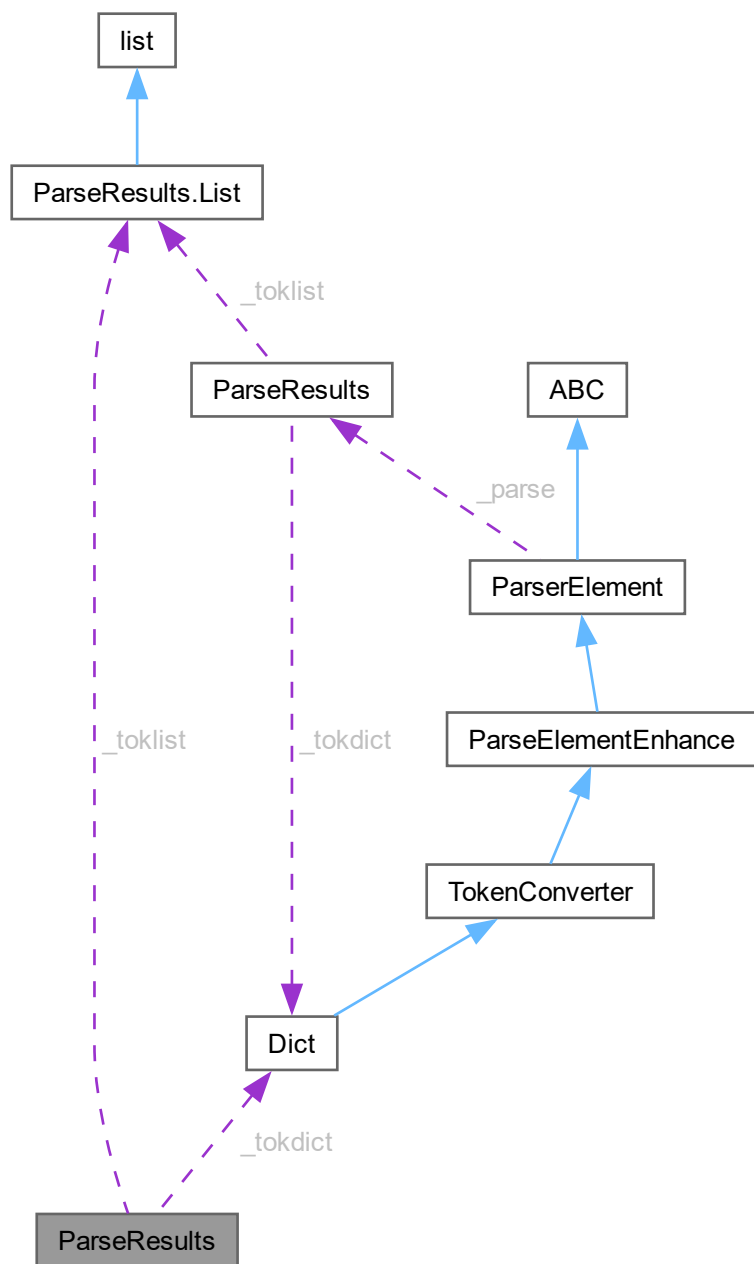 list
ParseResults.List
_toklist
ParseResults
ABC
_parse
ParserElement
ParseElementEnhance
_toklist
_tokdict
TokenConverter
Dict
_tokdict
ParseResults